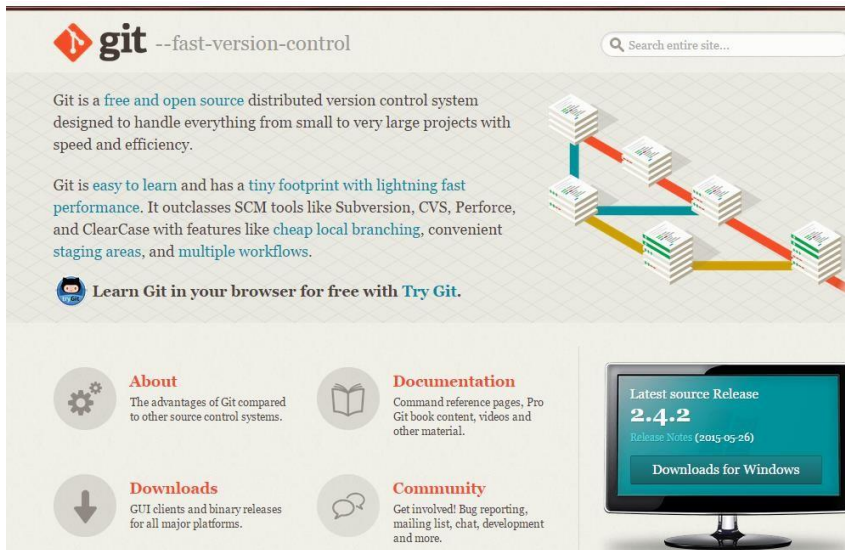 git --fast-version-control
Search entire site...
Git is a free and open source distributed version control system
designed to handle everything from small to very large projects with
speed and efficiency.
Git is easy to learn and has a tiny footprint with lightning fast
performance. It outclasses SCM tools like Subversion, CVS, Perforce,
and ClearCase with features like cheap local branching, convenient
staging areas, and multiple workflows.
Try Git
Learn Git in your browser for free with Try Git.
About
The advantages of Git compared
to other source control systems.
Documentation
Command reference pages, Pro
Git book content, videos and
other material.
Downloads
GUI clients and binary releases
for all major platforms.
Community
Get involved! Bug reporting,
mailing list, chat, development
and more.
Latest source Release
2.4.2
Release Notes (2015-05-26)
Downloads for Windows